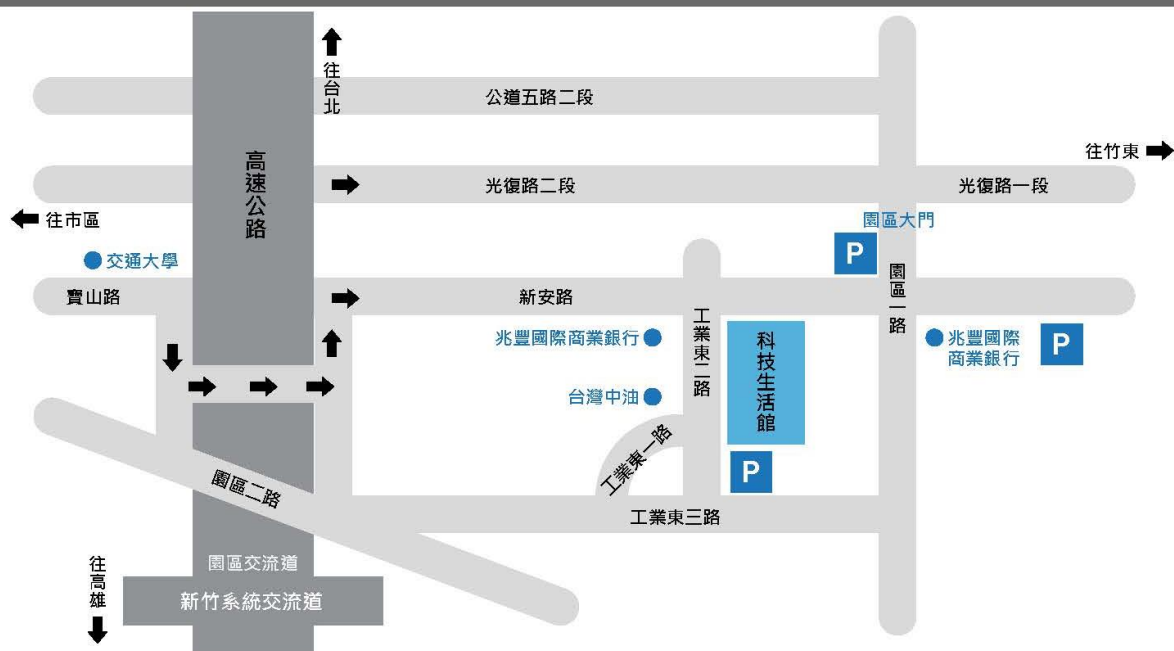 往台北
公道五路二段
高速公路
往竹東
光復路二段
光復路一段
往市區
園區大門
P
交通大學
園區一路
寶山路
新安路
工業東二路
兆豐國際商業銀行
科技生活館
兆豐國際
商業銀行
P
台灣中油
工業東一路
P
園區二路
工業東三路
園區交流道
往高雄
新竹系統交流道